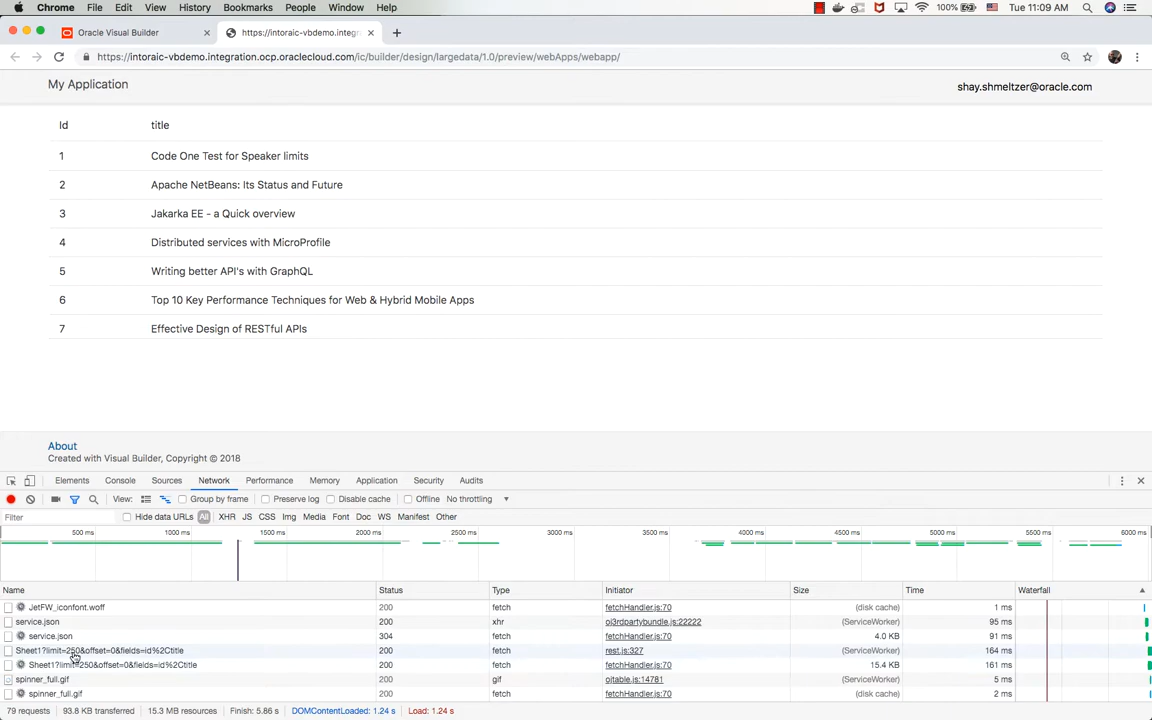 Chrome File Edit View History Bookmarks People Window Help 100% Tue 11:09 AM
Oracle Visual Builder https://intoraic-vbdemo.integr
https://intoraic-vbdemo.integration.ocp.oraclecloud.com/ic/builder/design/largedata/1.0/preview/webApps/webapp/
My Application shay.shmeltzer@oracle.com
Id title
1 Code One Test for Speaker limits
2 Apache NetBeans: Its Status and Future
3 Jakarka EE - a Quick overview
4 Distributed services with MicroProfile
5 Writing better API's with GraphQL
6 Top 10 Key Performance Techniques for Web & Hybrid Mobile Apps
7 Effective Design of RESTful APIs
About
Created with Visual Builder, Copyright © 2018
Elements Console Sources Network Performance Memory Application Security Audits
View: Group by frame Preserve log Disable cache Offline No throttling
Filter Hide data URLs All XHR JS CSS Img Media Font Doc WS Manifest Other
500 ms 1000 ms 1500 ms 2000 ms 2500 ms 3000 ms 3500 ms 4000 ms 4500 ms 5000 ms 5500 ms 6000 ms
Name Status Type Initiator Size Time Waterfall
JetFW_iconfont.woff 200 fetch fetchHandler.js:70 (disk cache) 1 ms
service.json 200 xhr oj3rdpartybundle.js:22222 (ServiceWorker) 95 ms
service.json 304 fetch fetchHandler.js:70 4.0 KB 91 ms
Sheet1?limit=250&offset=0&fields=id%2Ctitle 200 fetch rest.js:327 (ServiceWorker) 164 ms
Sheet1?limit=250&offset=0&fields=id%2Ctitle 200 fetch fetchHandler.js:70 15.4 KB 161 ms
spinner_full.gif 200 gif ojtable.js:14781 (ServiceWorker) 5 ms
spinner_full.gif 200 fetch fetchHandler.js:70 (disk cache) 2 ms
79 requests 93.8 KB transferred 15.3 MB resources Finish: 5.86 s DOMContentLoaded: 1.24 s Load: 1.24 s